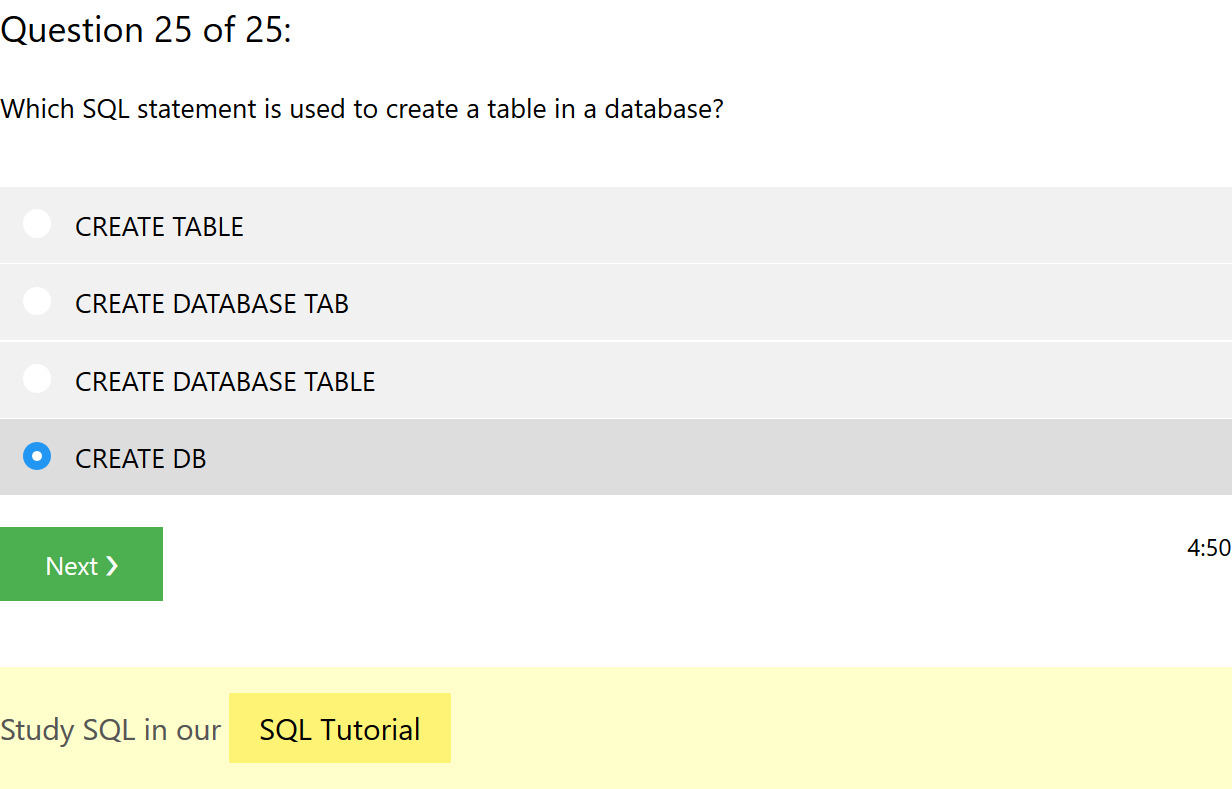 Question 25 of 25:
Which SQL statement is used to create a table in a database?
CREATE TABLE
CREATE DATABASE TAB
CREATE DATABASE TABLE
CREATE DB
Next ❯
4:50
Study SQL in our SQL Tutorial